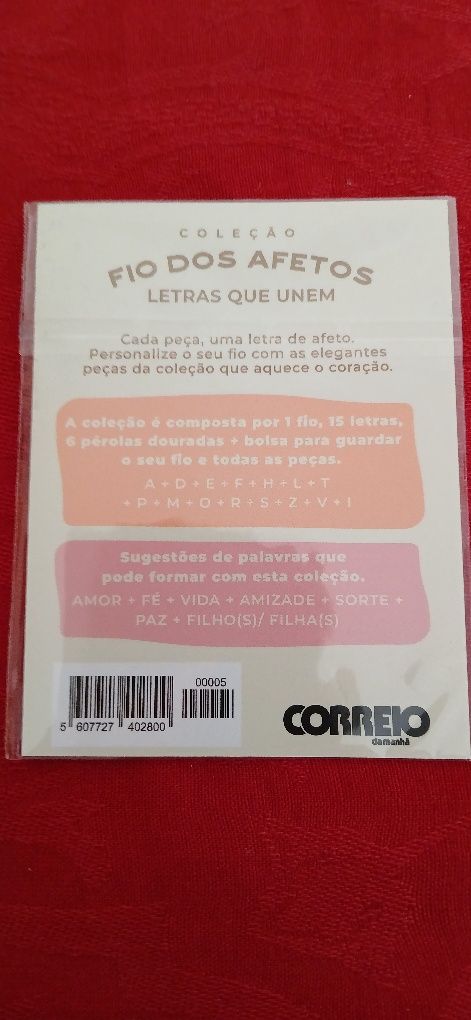 COLEÇÃO
FIO DOS AFETOS
LETRAS QUE UNEM
Cada peça, uma letra de afeto.
Personalize o seu fio com as elegantes
peças da coleção que aquece o coração.
A coleção é composta por 1 fio, 15 letras,
6 pérolas douradas + bolsa para guardar
o seu fio e todas as peças.
A + D + E + F + H + L + T
+ P + M + O + R + S + Z + V + I
Sugestões de palavras que
pode formar com esta coleção.
AMOR + FÉ + VIDA + AMIZADE + SORTE +
PAZ + FILHO(S)/ FILHA(S)
00005
5 607727 402800
CORREIO
da manhã